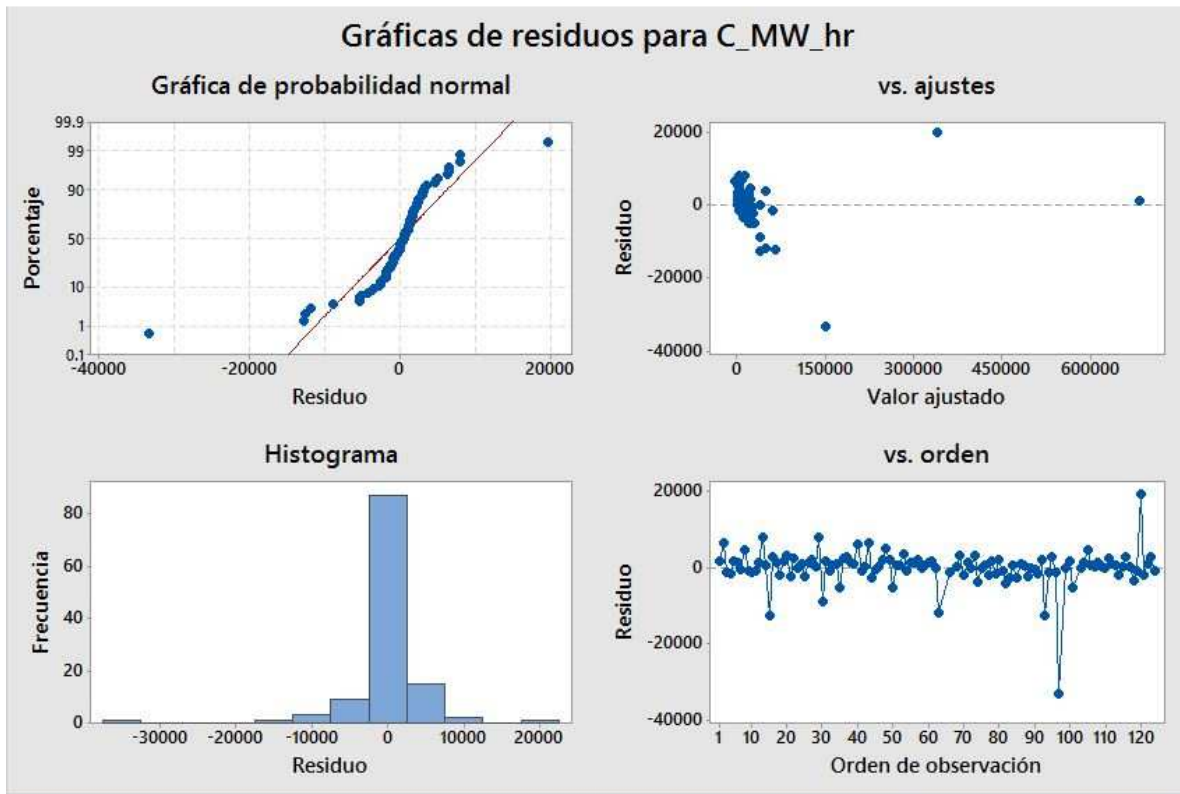 Gráficas de residuos para C_MW_hr
Gráfica de probabilidad normal
99.9
99
90
50
10
1
0.1
Porcentaje
-40000 -20000 0 20000
Residuo
vs. ajustes
20000
0
-20000
-40000
Residuo
0 150000 300000 450000 600000
Valor ajustado
Histograma
80
60
40
20
0
Frecuencia
-30000 -20000 -10000 0 10000 20000
Residuo
vs. orden
20000
0
-20000
-40000
Residuo
1 10 20 30 40 50 60 70 80 90 100 110 120
Orden de observación